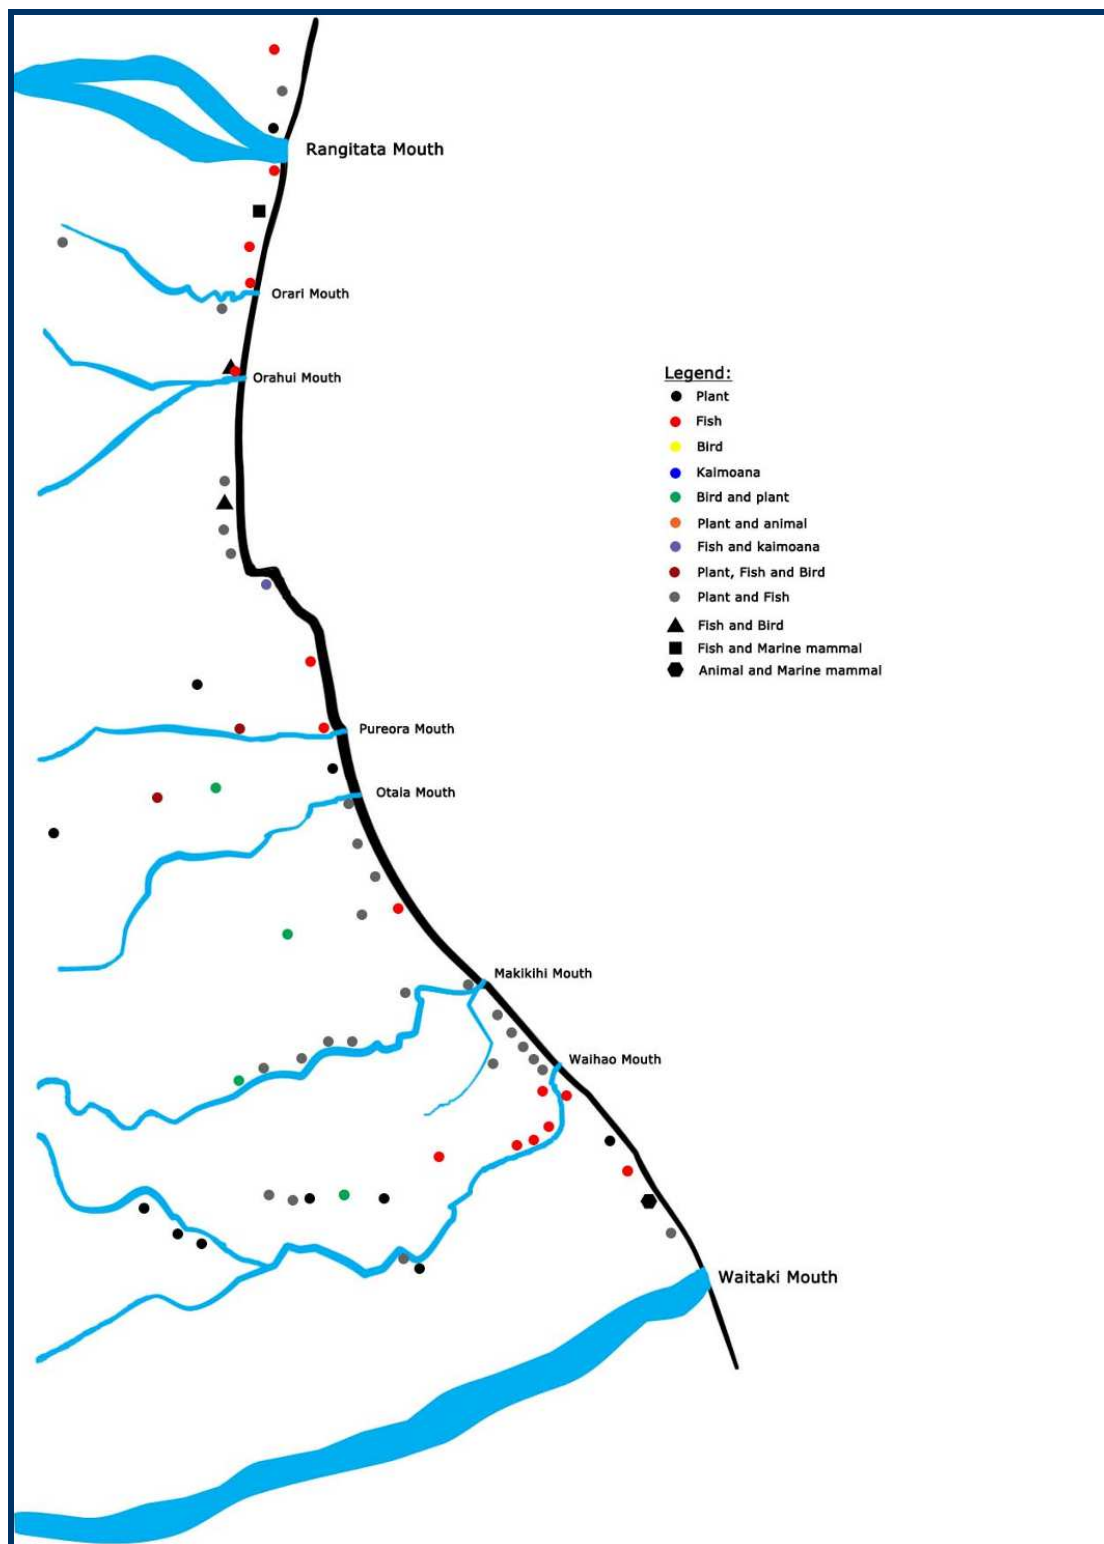 Rangitata Mouth
Orari Mouth
Orahui Mouth
Legend:
Plant
Fish
Bird
Kaimoana
Bird and plant
Plant and animal
Fish and kaimoana
Plant, Fish and Bird
Plant and Fish
Fish and Bird
Fish and Marine mammal
Animal and Marine mammal
Pureora Mouth
Otaia Mouth
Makikihi Mouth
Waihao Mouth
Waitaki Mouth